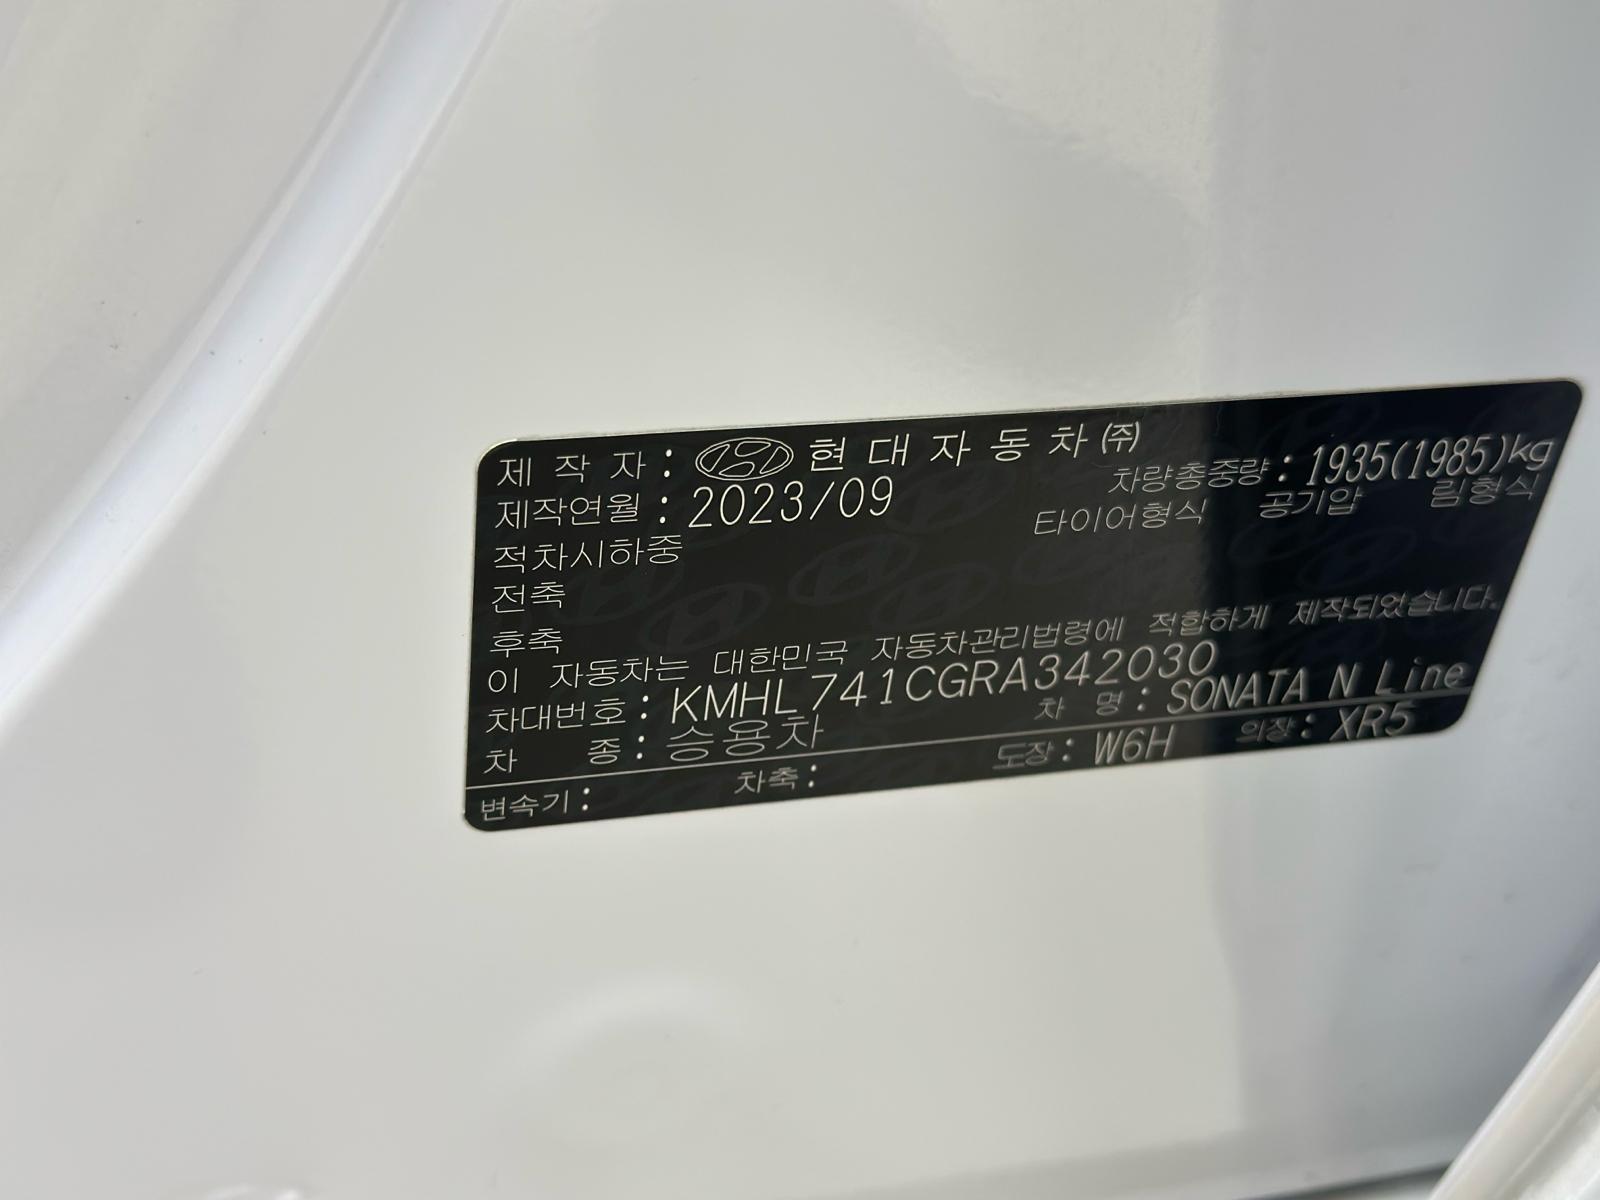 제 작 자 : 현 대 자 동 차 ㈜
제작연월 : 2023/09 차량총중량 : 1935(1985)kg
적차시하중 타이어형식 공기압 림형식
전축
후축
이 자동차는 대한민국 자동차관리법령에 적합하게 제작되었습니다.
차대번호 : KMHL741CGRA342030
차 종 : 승용차 차 명 : SONATA N Line
변속기 : 차축 : 도장 : W6H 의장 : XR5